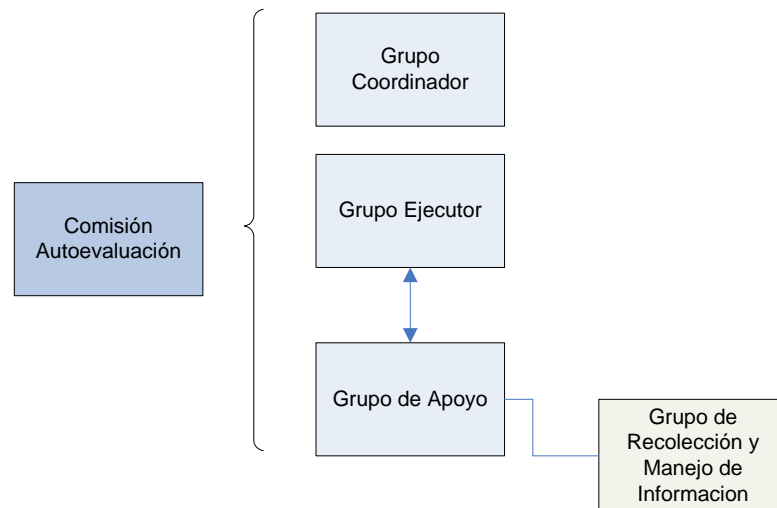 Grupo
Coordinador
Comisión
Autoevaluación
Grupo Ejecutor
Grupo de Apoyo
Grupo de
Recolección y
Manejo de
Informacion